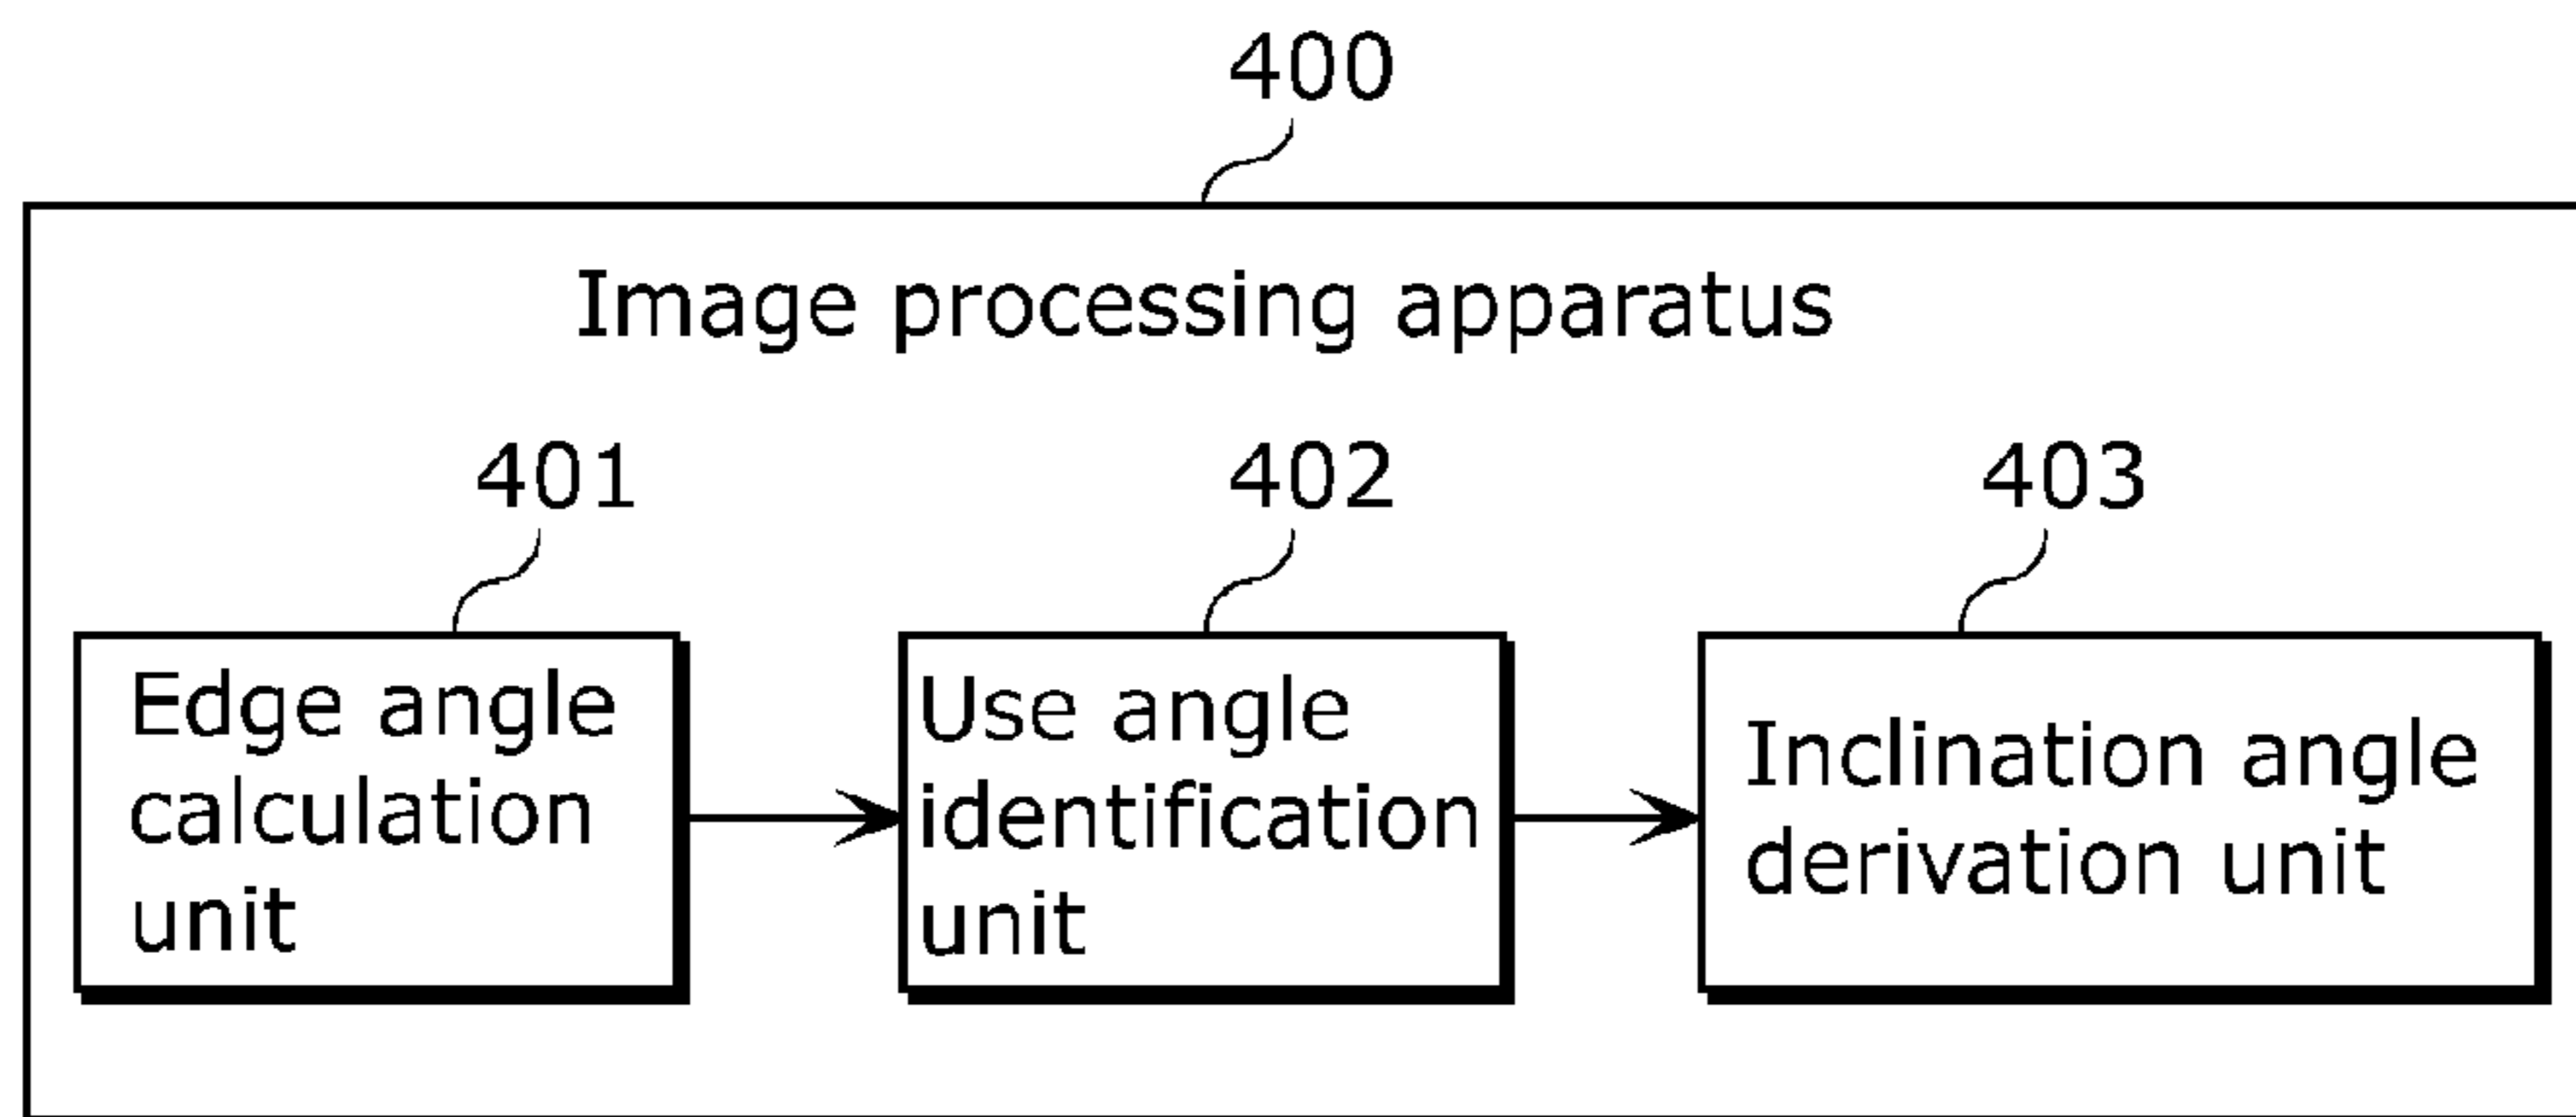 400
Image processing apparatus
401
402
403
Edge angle
calculation
unit
Use angle
identification
unit
Inclination angle
derivation unit